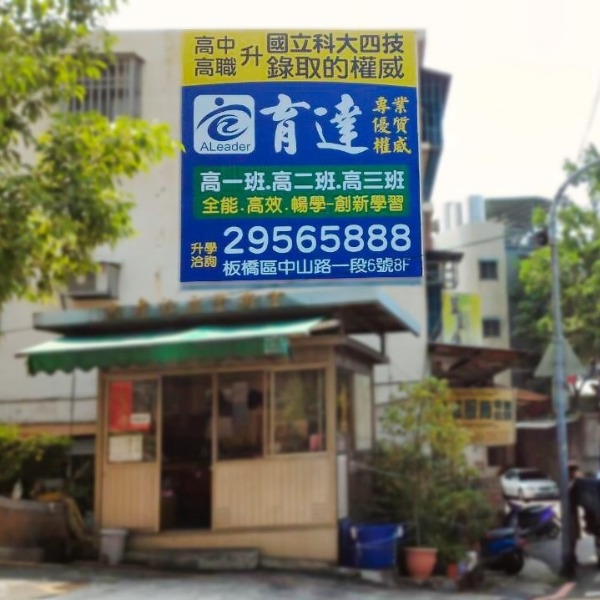 高中
高職
升
國立科大四技
錄取的權威
ALeader
育達
專業
優質
權威
高一班.高二班.高三班
全能.高效.暢學-創新學習
升學
洽詢
29565888
板橋區中山路一段6號8F